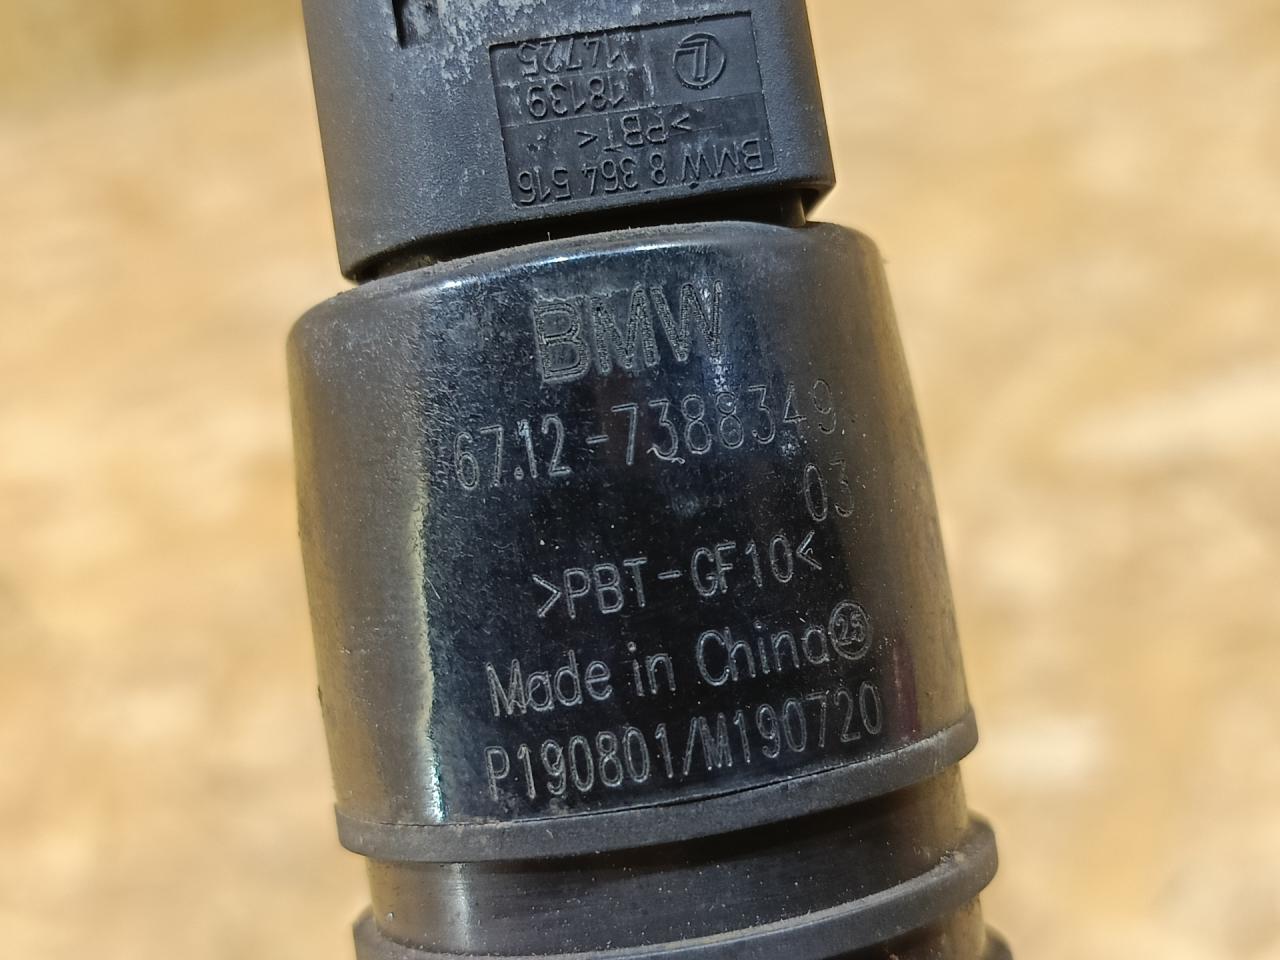 BMW 8 364 516
>PBT<
18139
14725
BMW
67.12-7388349
03
>PBT-GF10<
Made in China 25
P190801/M190720